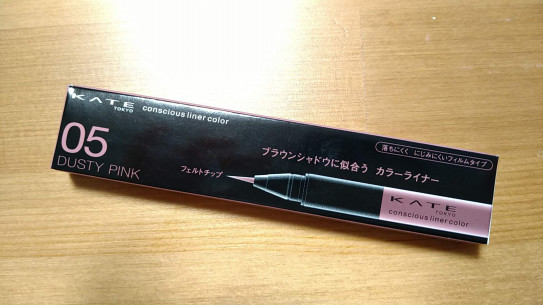 KATE
TOKYO
conscious liner color
05
DUSTY PINK
落ちにくく にじみにくいフィルムタイプ
ブラウンシャドウに似合う カラーライナー
フェルトチップ
KATE
TOKYO
conscious liner color